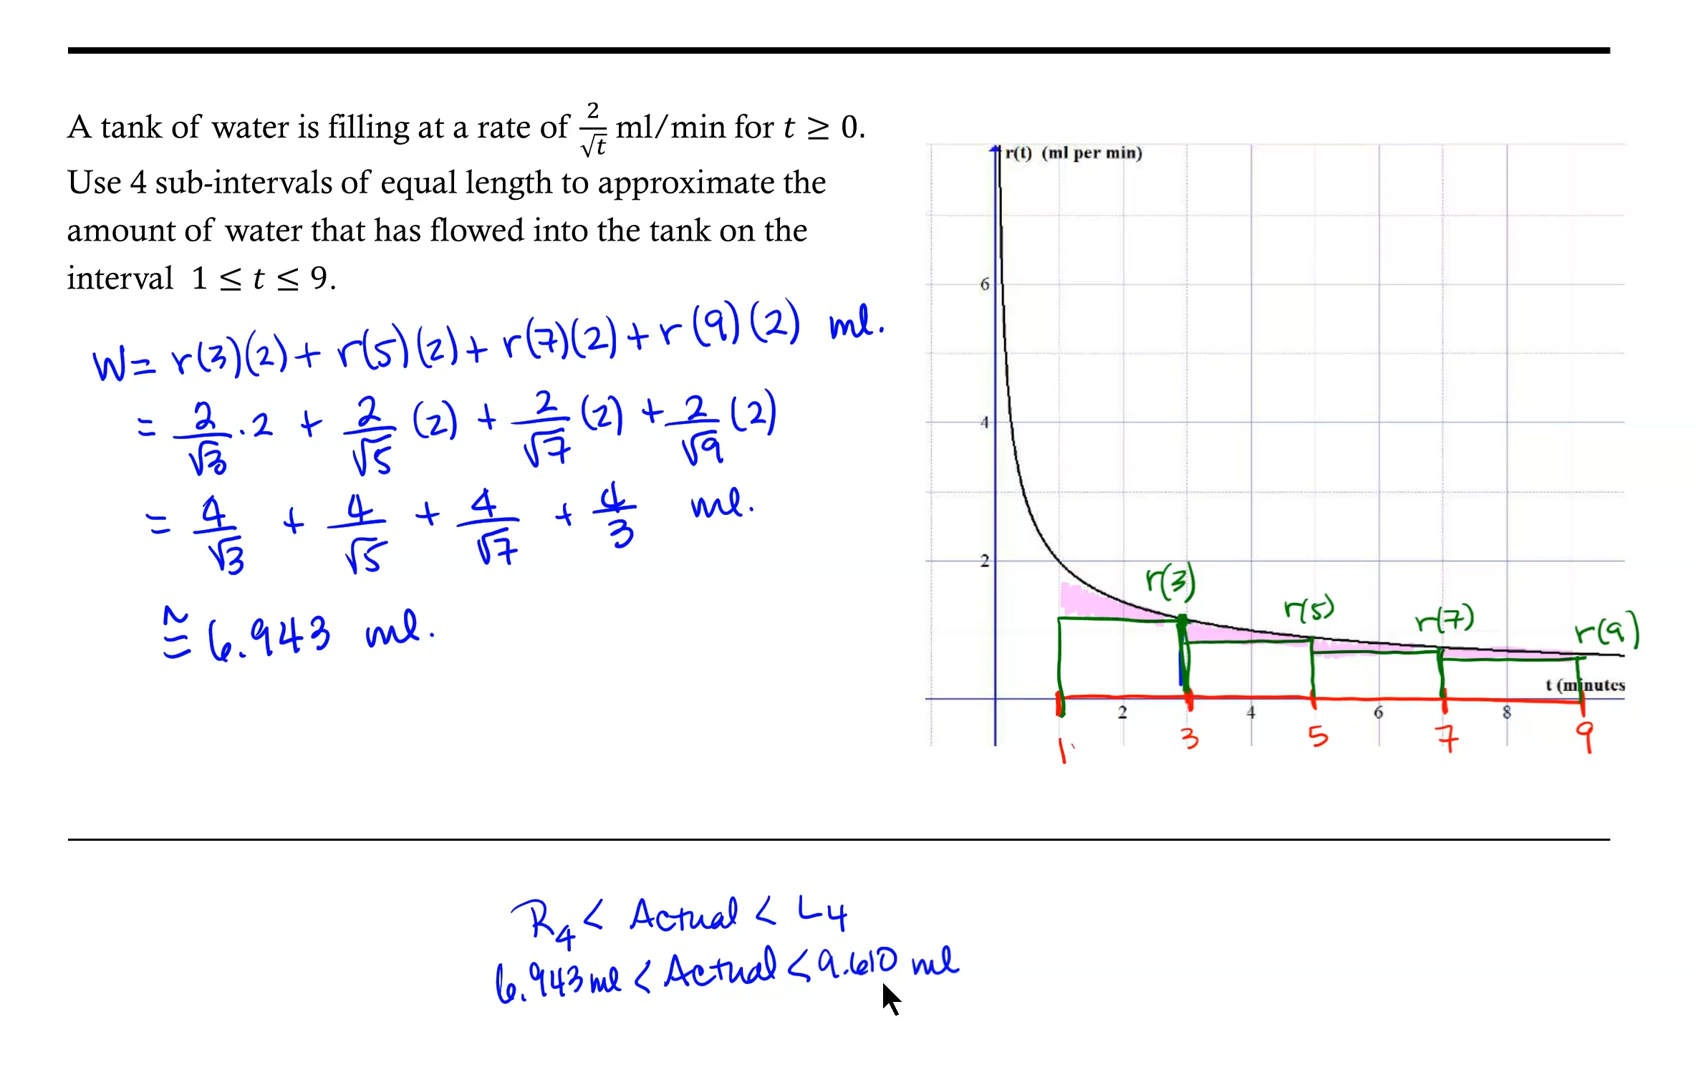 A tank of water is filling at a rate of 2/√t ml/min for t ≥ 0.
Use 4 sub-intervals of equal length to approximate the
amount of water that has flowed into the tank on the
interval 1 ≤ t ≤ 9.
W = r(3)(2) + r(5)(2) + r(7)(2) + r(9)(2) ml.
= 2/√3 · 2 + 2/√5 (2) + 2/√7 (2) + 2/√9 (2)
= 4/√3 + 4/√5 + 4/√7 + 4/3 ml.
≅ 6.943 ml.
r(t) (ml per min)
6
4
2
r(3)
r(5)
r(7)
r(9)
t (minutes
2 4 6 8
1 3 5 7 9
R4 < Actual < L4
6.943 ml < Actual < 9.610 ml